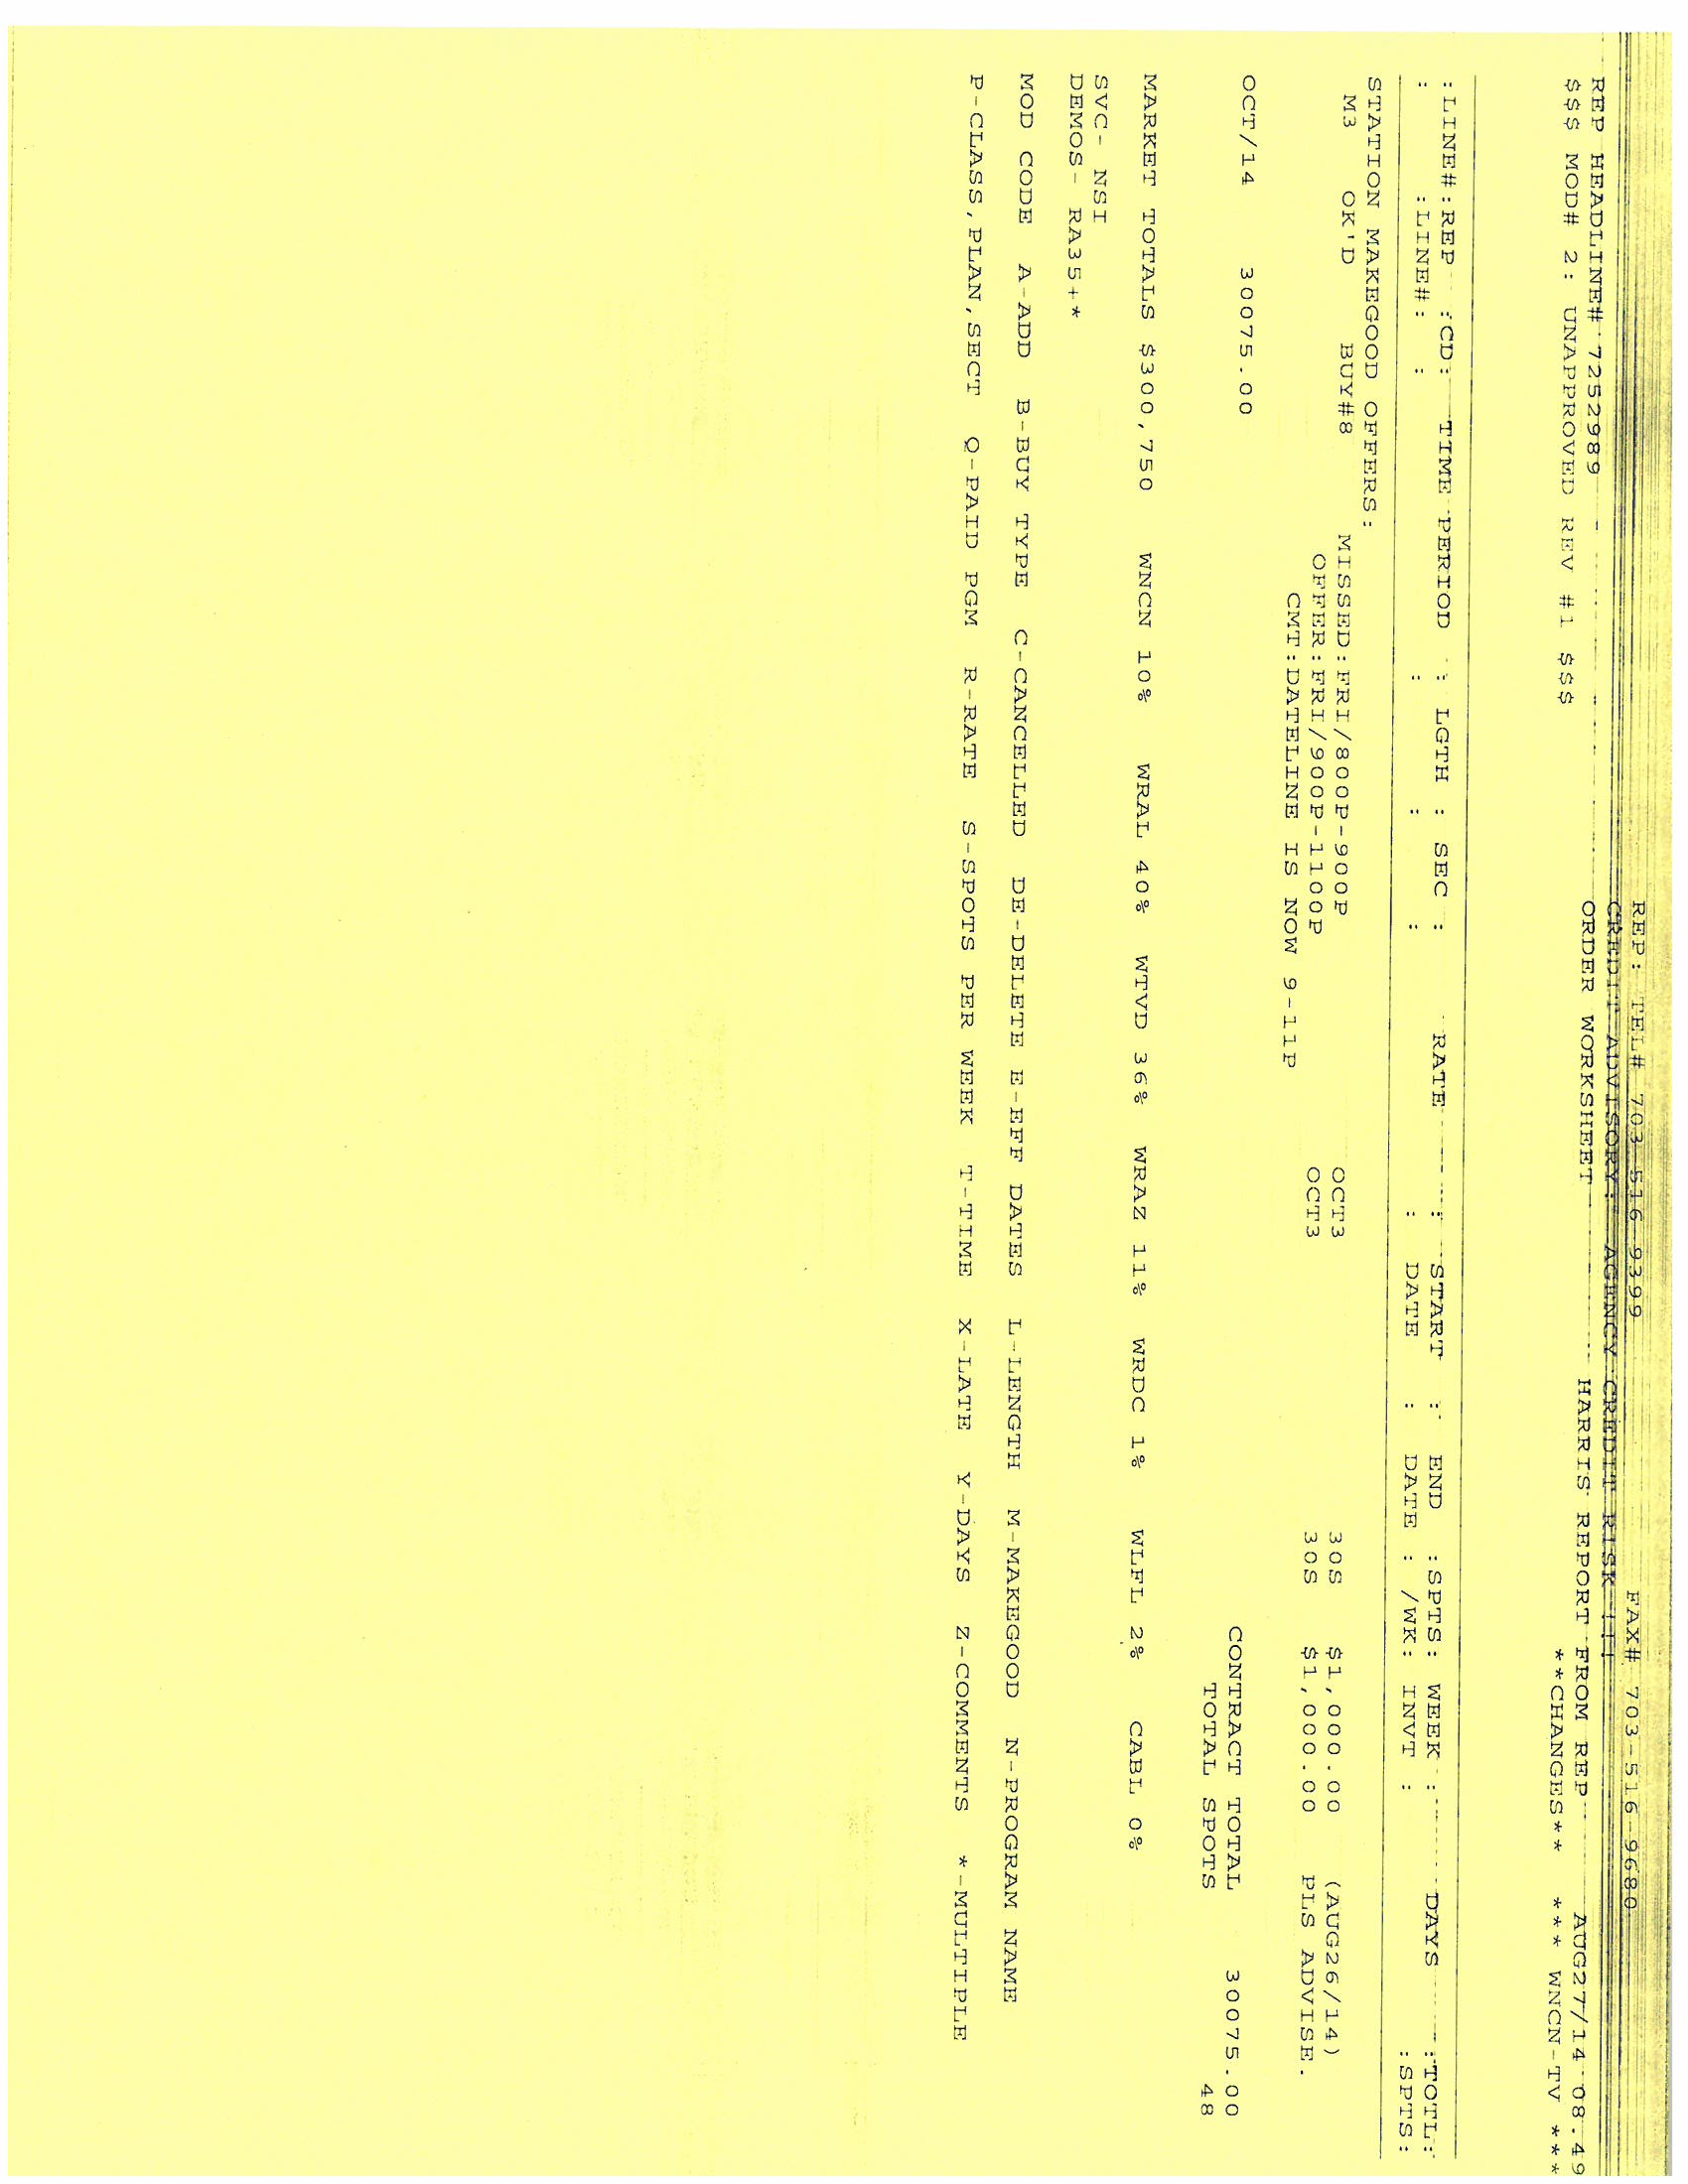 REP: TEL# 703-516-9399 FAX# 703-516-9680
CREDIT ADVISORY: AGENCY CREDIT RISK !!!
REP HEADLINE# 7252989 ORDER WORKSHEET HARRIS REPORT FROM REP AUG27/14 08.49
$$$ MOD# 2: UNAPPROVED REV #1 $$$ **CHANGES** *** WNCN-TV ***
:LINE#:REP :CD: TIME PERIOD : LGTH : SEC : RATE : START : END :SPTS: WEEK : DAYS :TOTL:
: :LINE#: : : : : : DATE : DATE : /WK: INVT : :SPTS:
STATION MAKEGOOD OFFERS:
M3 OK'D BUY#8 MISSED:FRI/800P-900P OCT3 30S $1,000.00 (AUG26/14)
OFFER:FRI/900P-1100P OCT3 30S $1,000.00 PLS ADVISE.
CMT:DATELINE IS NOW 9-11P
OCT/14 30075.00 CONTRACT TOTAL 30075.00
TOTAL SPOTS 48
MARKET TOTALS $300,750 WNCN 10% WRAL 40% WTVD 36% WRAZ 11% WRDC 1% WLFL 2% CABL 0%
SVC- NSI
DEMOS- RA35+*
MOD CODE A-ADD B-BUY TYPE C-CANCELLED DE-DELETE E-EFF DATES L-LENGTH M-MAKEGOOD N-PROGRAM NAME
P-CLASS,PLAN,SECT Q-PAID PGM R-RATE S-SPOTS PER WEEK T-TIME X-LATE Y-DAYS Z-COMMENTS *-MULTIPLE